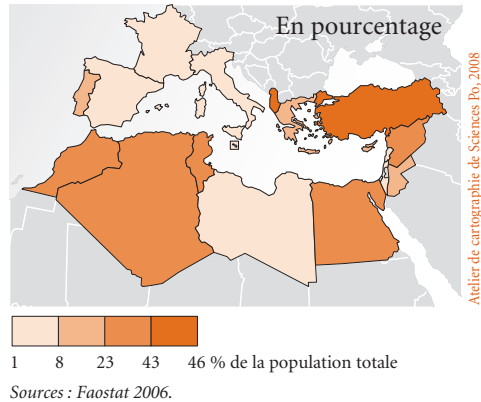 En pourcentage
Atelier de cartographie de Sciences Po, 2008
1 8 23 43 46 % de la population totale
Sources : Faostat 2006.